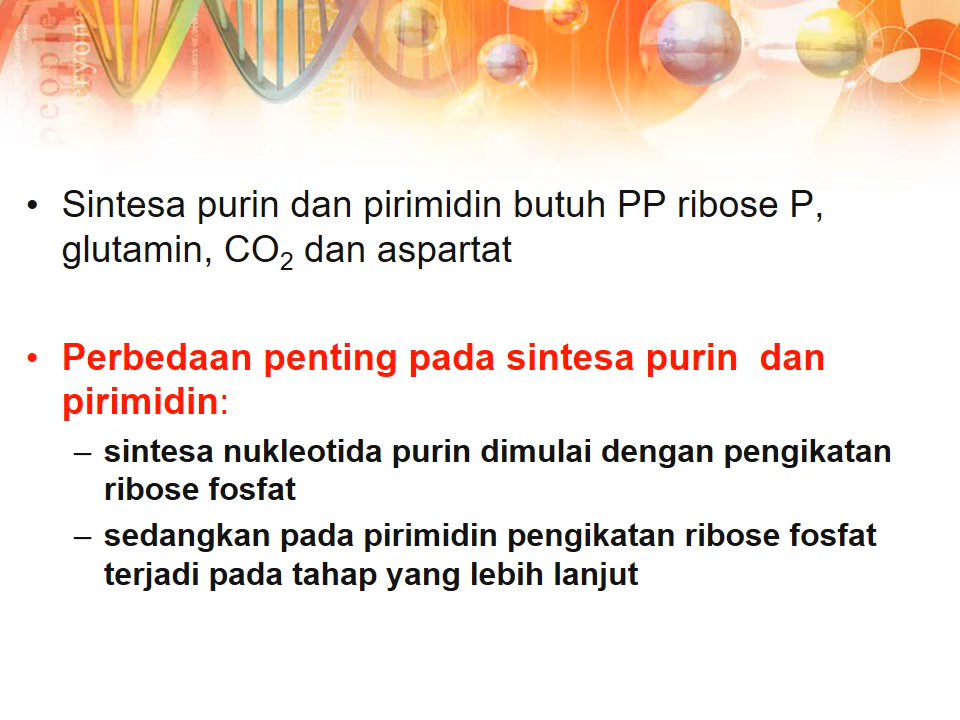 people
eryon
• Sintesa purin dan pirimidin butuh PP ribose P,
glutamin, CO₂ dan aspartat
• Perbedaan penting pada sintesa purin  dan
pirimidin:
– sintesa nukleotida purin dimulai dengan pengikatan
ribose fosfat
– sedangkan pada pirimidin pengikatan ribose fosfat
terjadi pada tahap yang lebih lanjut